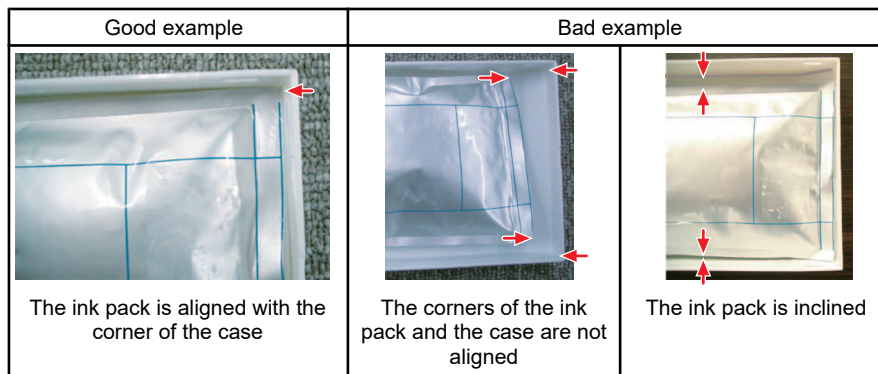 Good example
Bad example
The ink pack is aligned with the
corner of the case
The corners of the ink
pack and the case are not
aligned
The ink pack is inclined